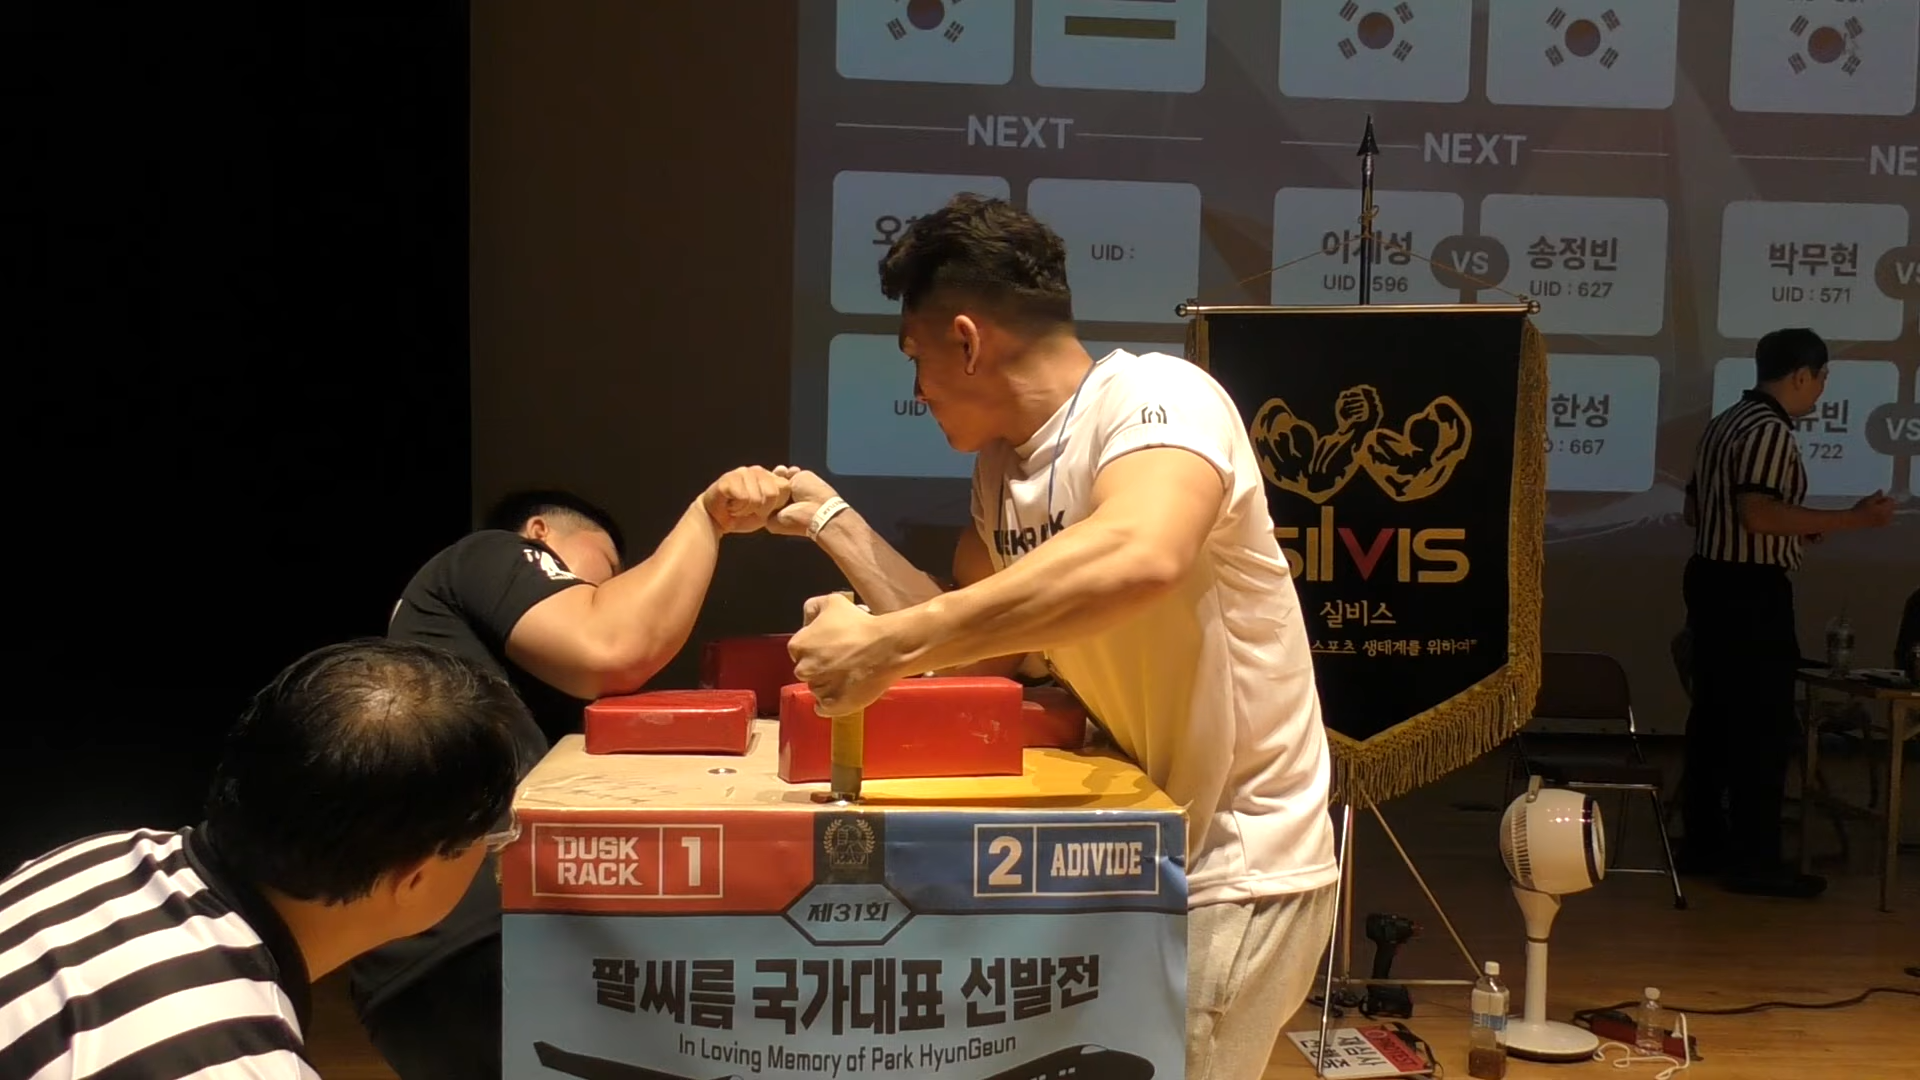 NEXT
NEXT
UID :
이재성
UID : 596
VS
송정빈
UID : 627
박무현
UID : 571
VS
UID
한성
: 667
유빈
: 722
VS
SILVIS
실비스
스포츠 생태계를 위하여"
DUSK
RACK
1
2
ADIVIDE
제31회
팔씨름 국가대표 선발전
In Loving Memory of Park HyunGeun